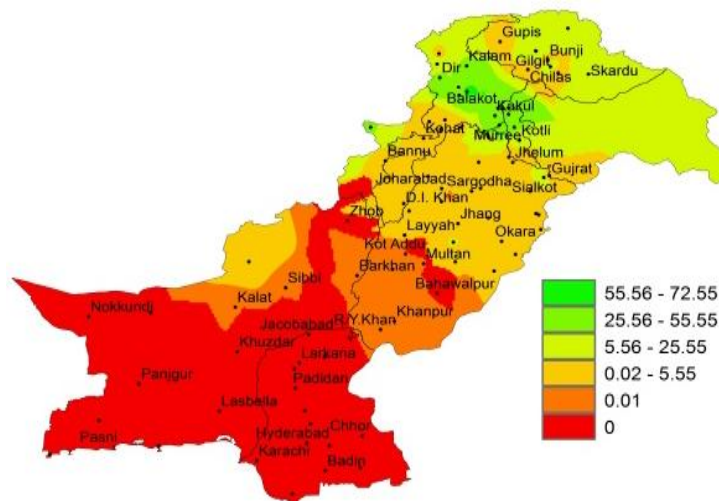 Gupis
Kalam
Bunji
Gilgit
Dir
Chilas
Skardu
Balakot
Kakul
Kohat
Murree
Kotli
Bannu
Jhelum
Gujrat
Joharabad
Sargodha
Sialkot
D.I. Khan
Zhob
Jhang
Layyah
Okara
Kot Addu
Multan
Barkhan
Sibbi
Bahawalpur
Kalat
Nokkundi
Khanpur
R.Y.Khan
Jacobabad
Khuzdar
Larkana
Panjgur
Padidan
Lasbella
Pasni
Hyderabad
Chhor
Karachi
Badin
55.56 - 72.55
25.56 - 55.55
5.56 - 25.55
0.02 - 5.55
0.01
0